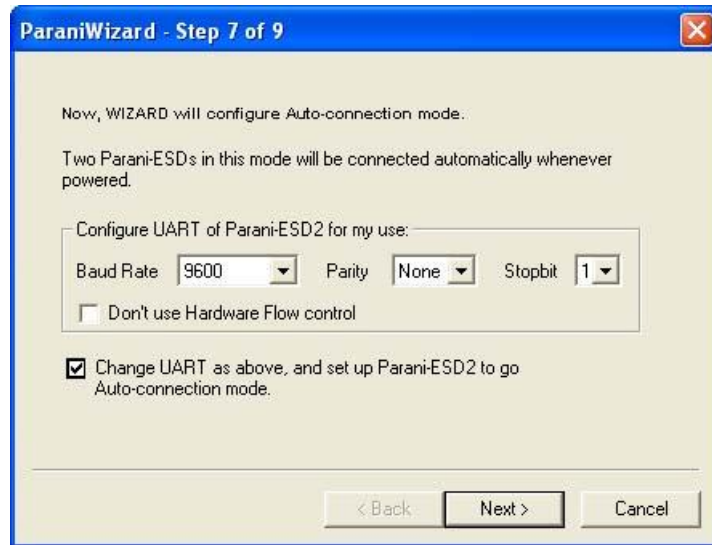 ParaniWizard - Step 7 of 9
Now, WIZARD will configure Auto-connection mode.
Two Parani-ESDs in this mode will be connected automatically whenever
powered.
Configure UART of Parani-ESD2 for my use:
Baud Rate 9600 Parity None Stopbit 1
Don't use Hardware Flow control
Change UART as above, and set up Parani-ESD2 to go
Auto-connection mode.
< Back Next > Cancel